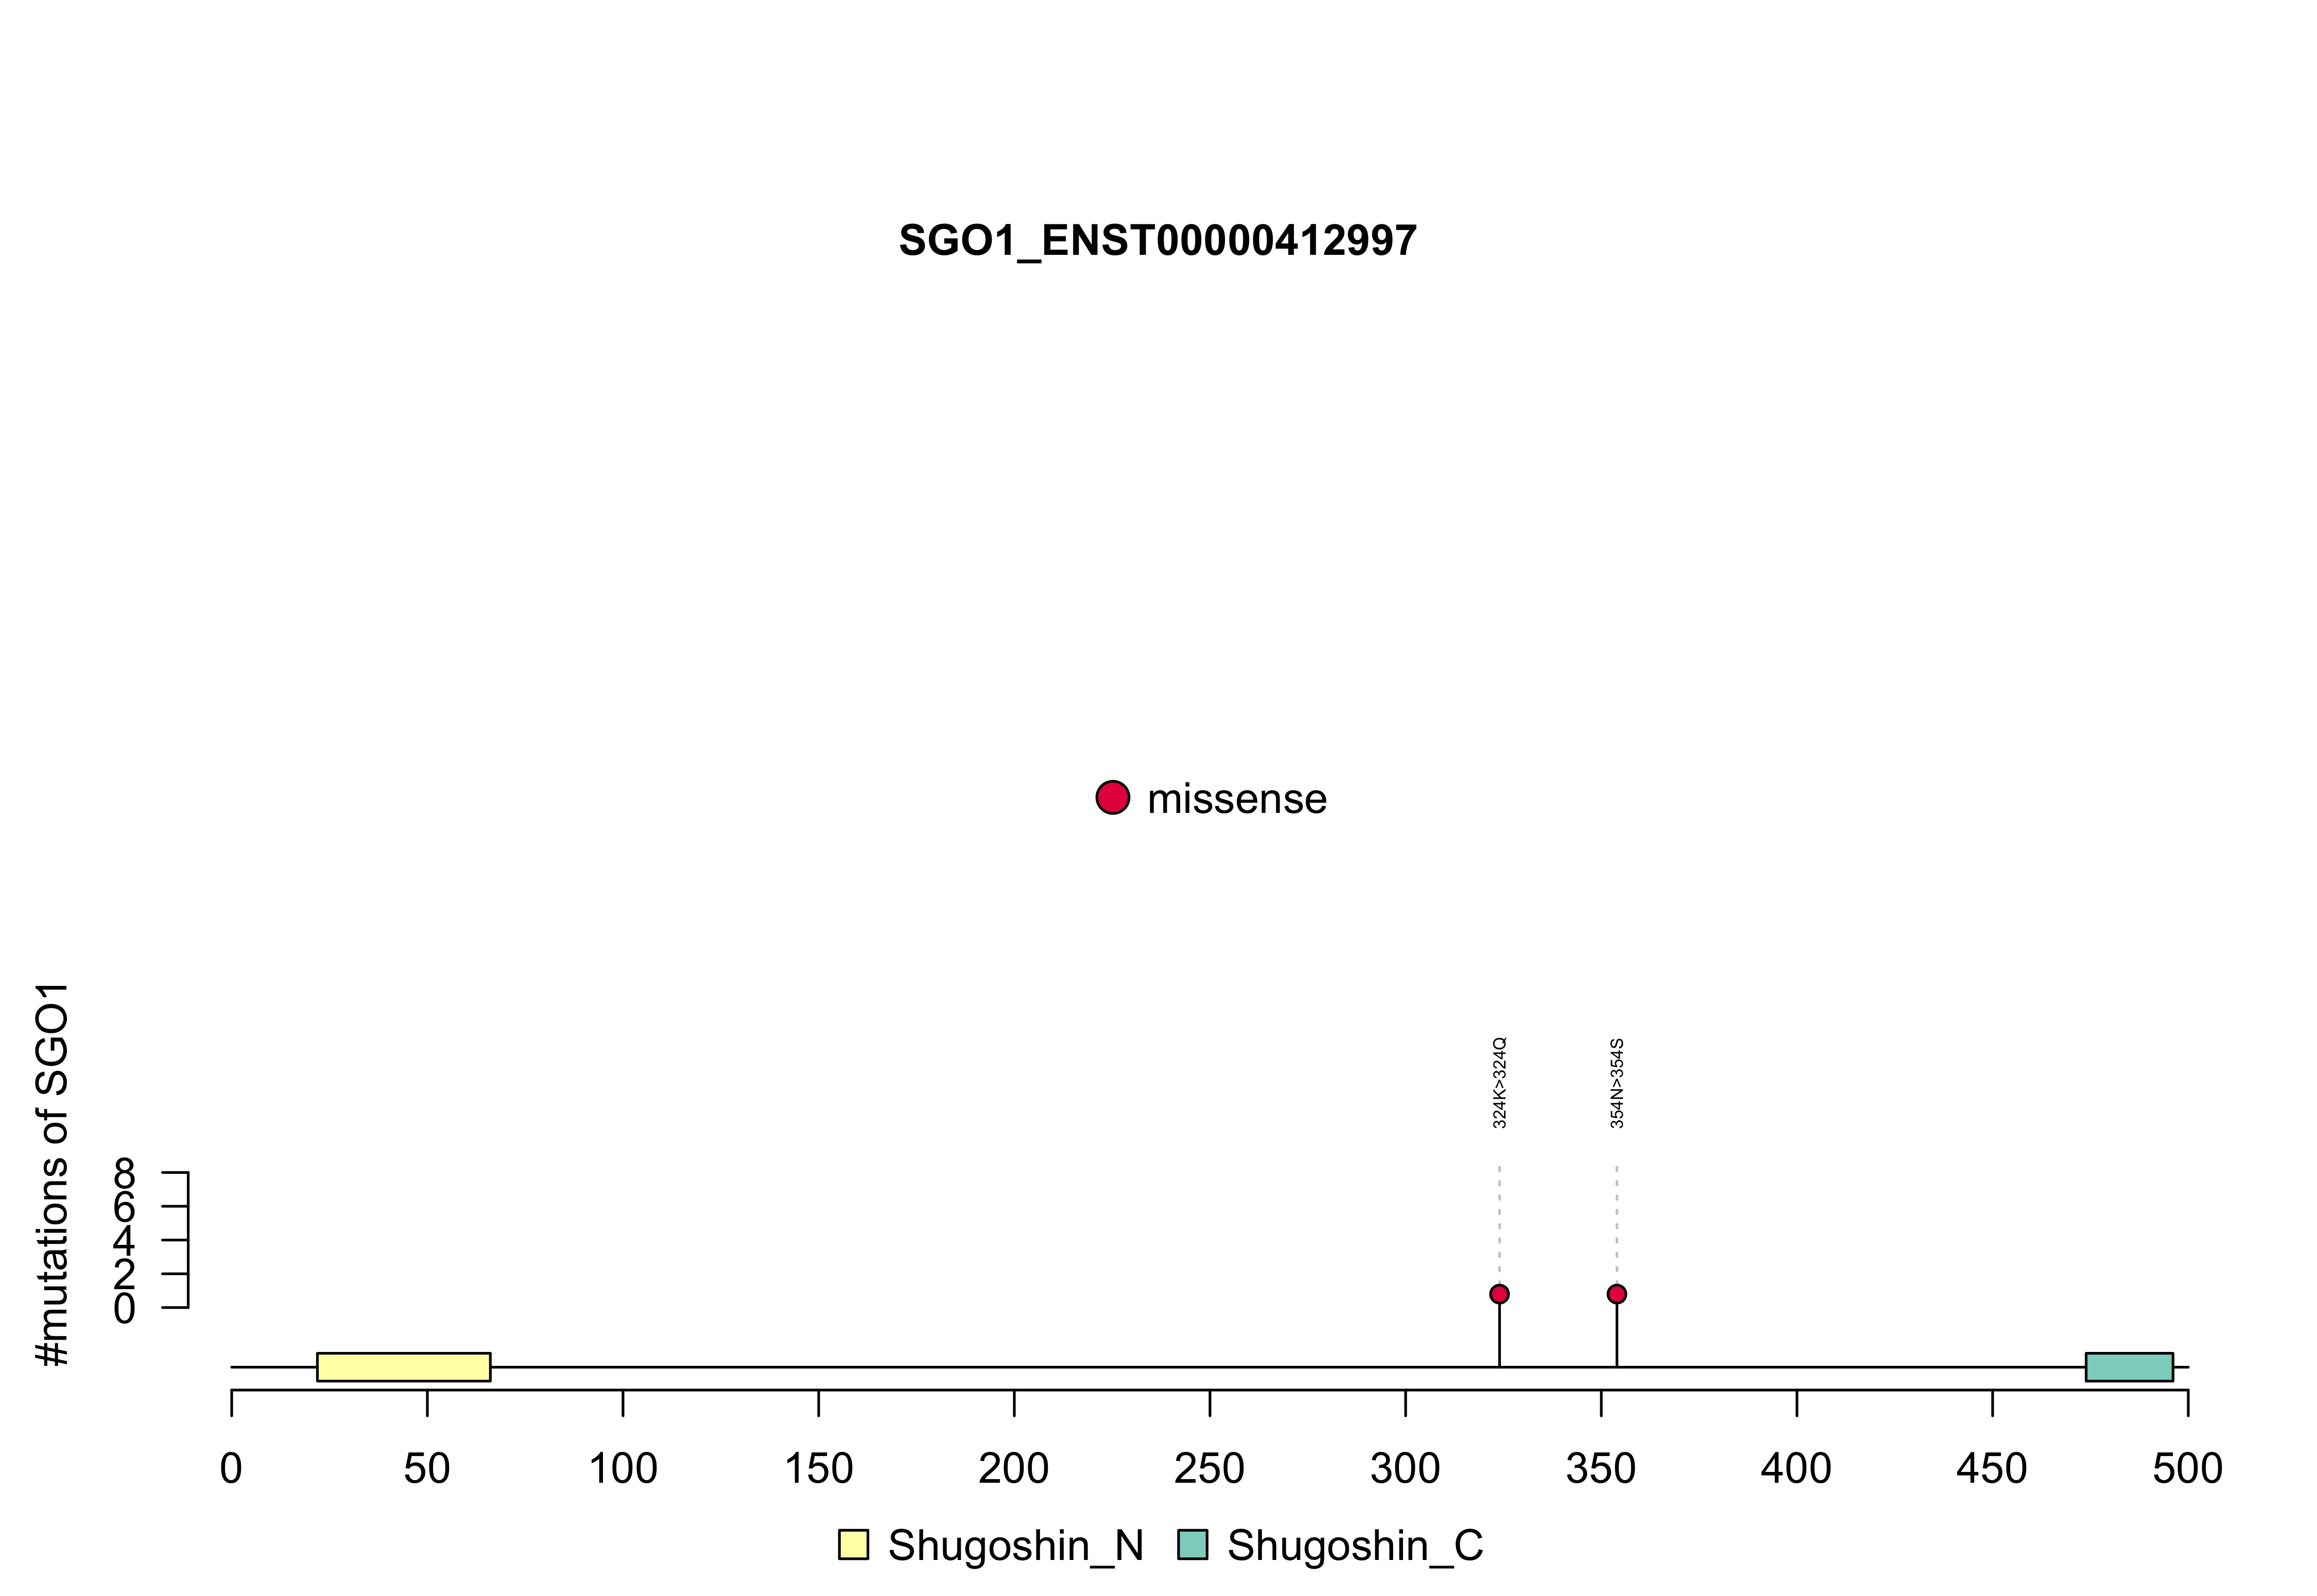 SGO1_ENST00000412997
missense
#mutations of SGO1
324K>324Q
354N>354S
8
6
4
2
0
0 50 100 150 200 250 300 350 400 450 500
Shugoshin_N Shugoshin_C